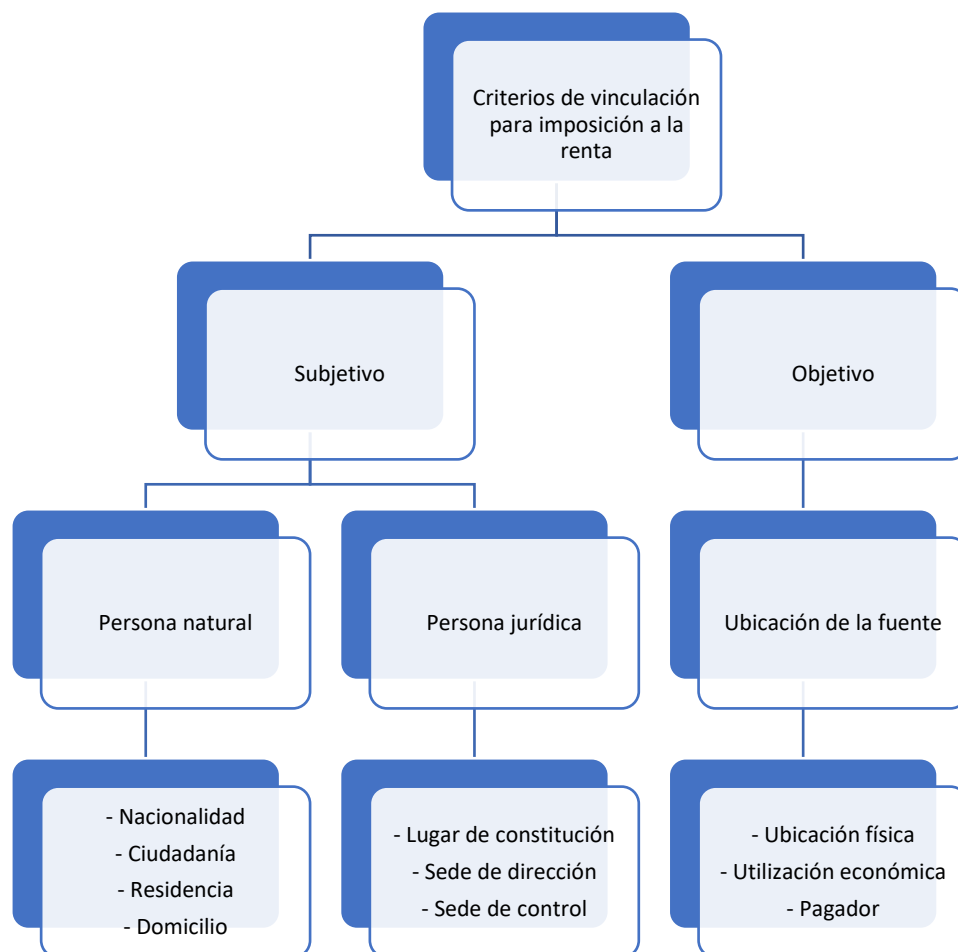 Criterios de vinculación
para imposición a la
renta
Subjetivo
Objetivo
Persona natural
Persona jurídica
Ubicación de la fuente
- Nacionalidad
- Ciudadanía
- Residencia
- Domicilio
- Lugar de constitución
- Sede de dirección
- Sede de control
- Ubicación física
- Utilización económica
- Pagador